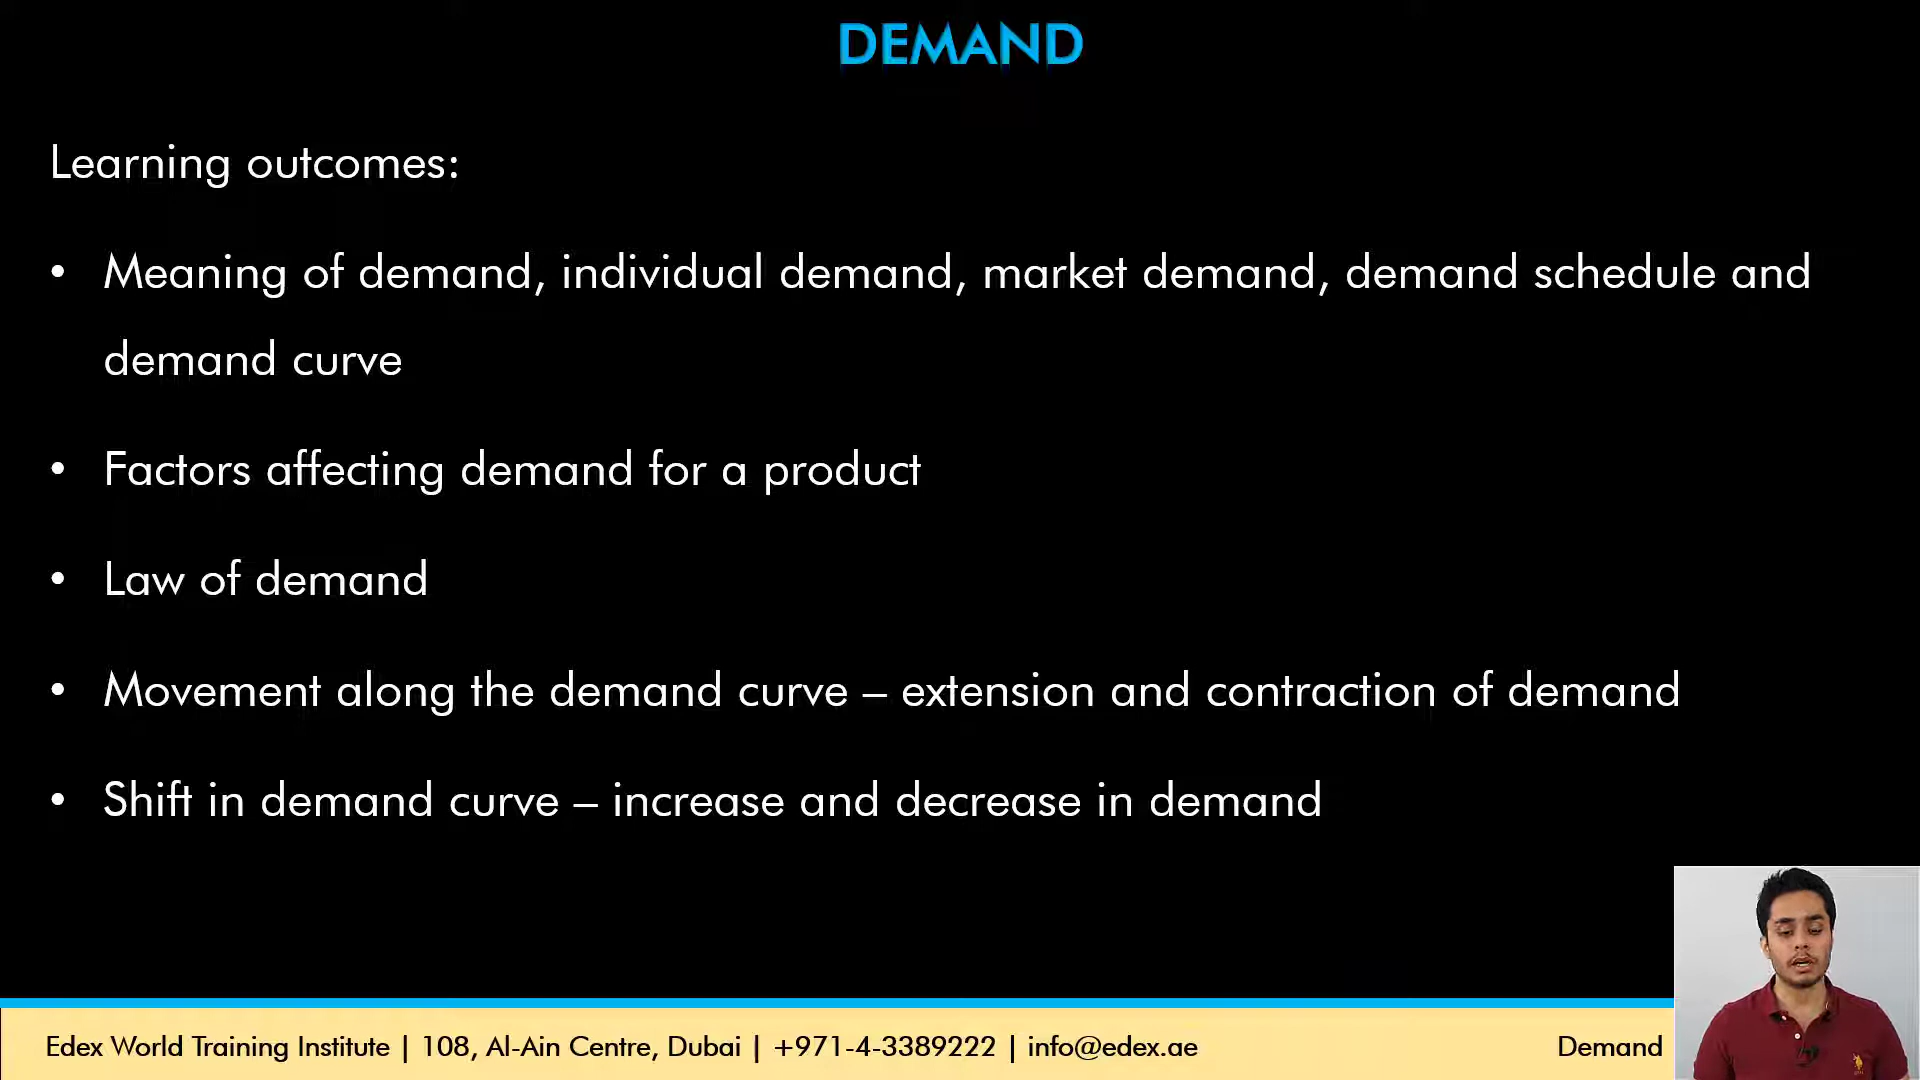 DEMAND
Learning outcomes:
• Meaning of demand, individual demand, market demand, demand schedule and
demand curve
• Factors affecting demand for a product
• Law of demand
• Movement along the demand curve – extension and contraction of demand
• Shift in demand curve – increase and decrease in demand
Edex World Training Institute | 108, Al-Ain Centre, Dubai | +971-4-3389222 | info@edex.ae
Demand